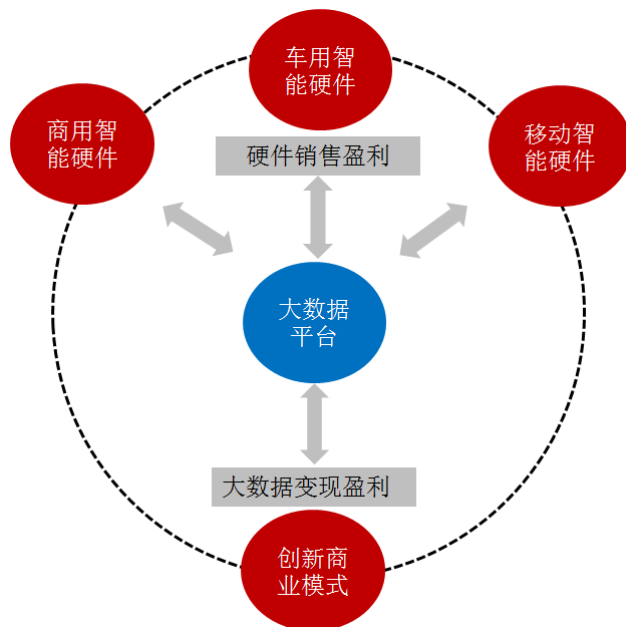 车用智
能硬件
商用智
能硬件
移动智
能硬件
硬件销售盈利
大数据
平台
大数据变现盈利
创新商
业模式